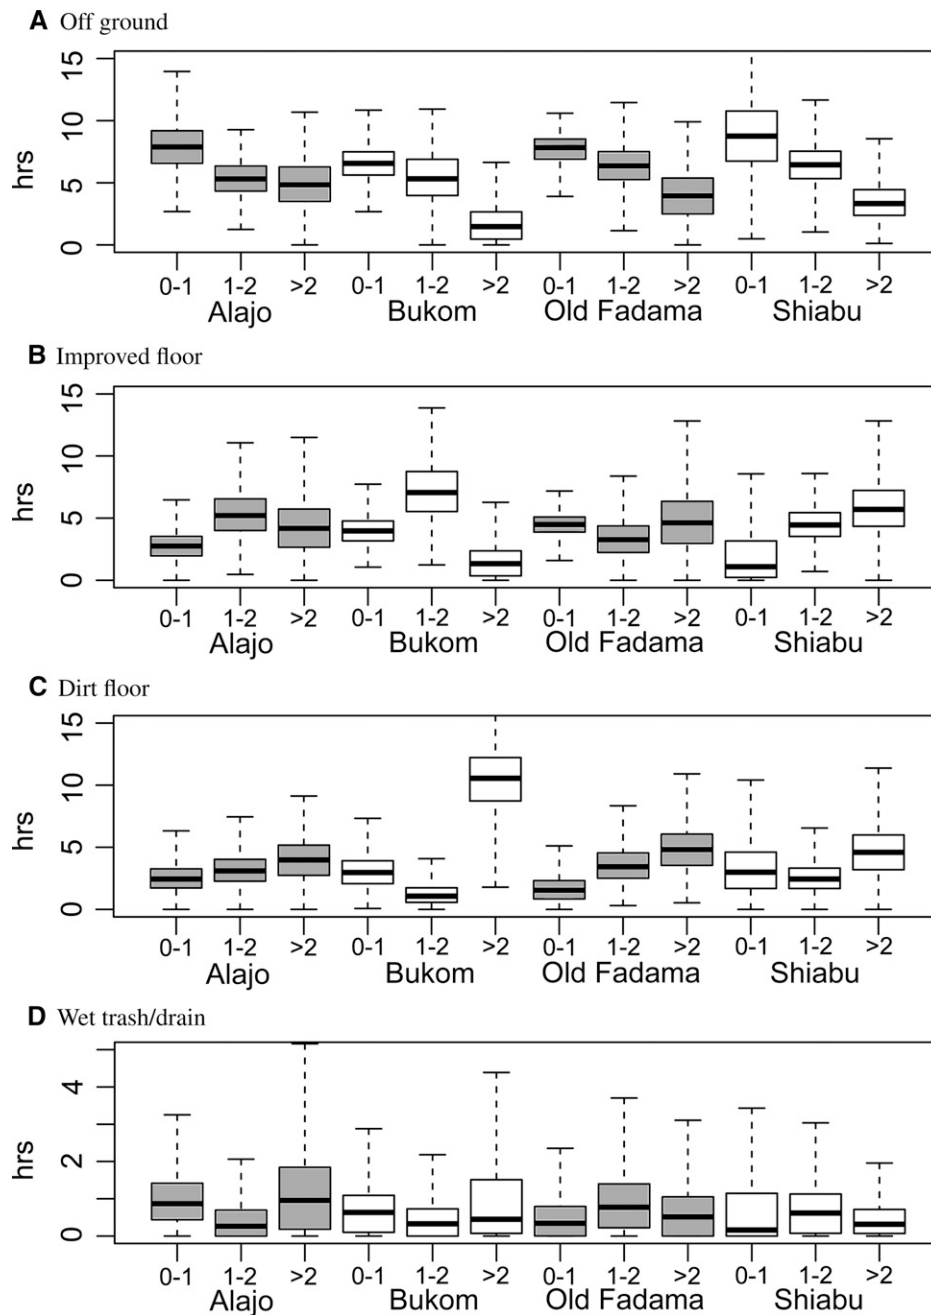 A Off ground
15
10
5
0
hrs
0-1 1-2 >2 0-1 1-2 >2 0-1 1-2 >2 0-1 1-2 >2
Alajo Bukom Old Fadama Shiabu
B Improved floor
15
10
5
0
hrs
0-1 1-2 >2 0-1 1-2 >2 0-1 1-2 >2 0-1 1-2 >2
Alajo Bukom Old Fadama Shiabu
C Dirt floor
15
10
5
0
hrs
0-1 1-2 >2 0-1 1-2 >2 0-1 1-2 >2 0-1 1-2 >2
Alajo Bukom Old Fadama Shiabu
D Wet trash/drain
4
2
0
hrs
0-1 1-2 >2 0-1 1-2 >2 0-1 1-2 >2 0-1 1-2 >2
Alajo Bukom Old Fadama Shiabu